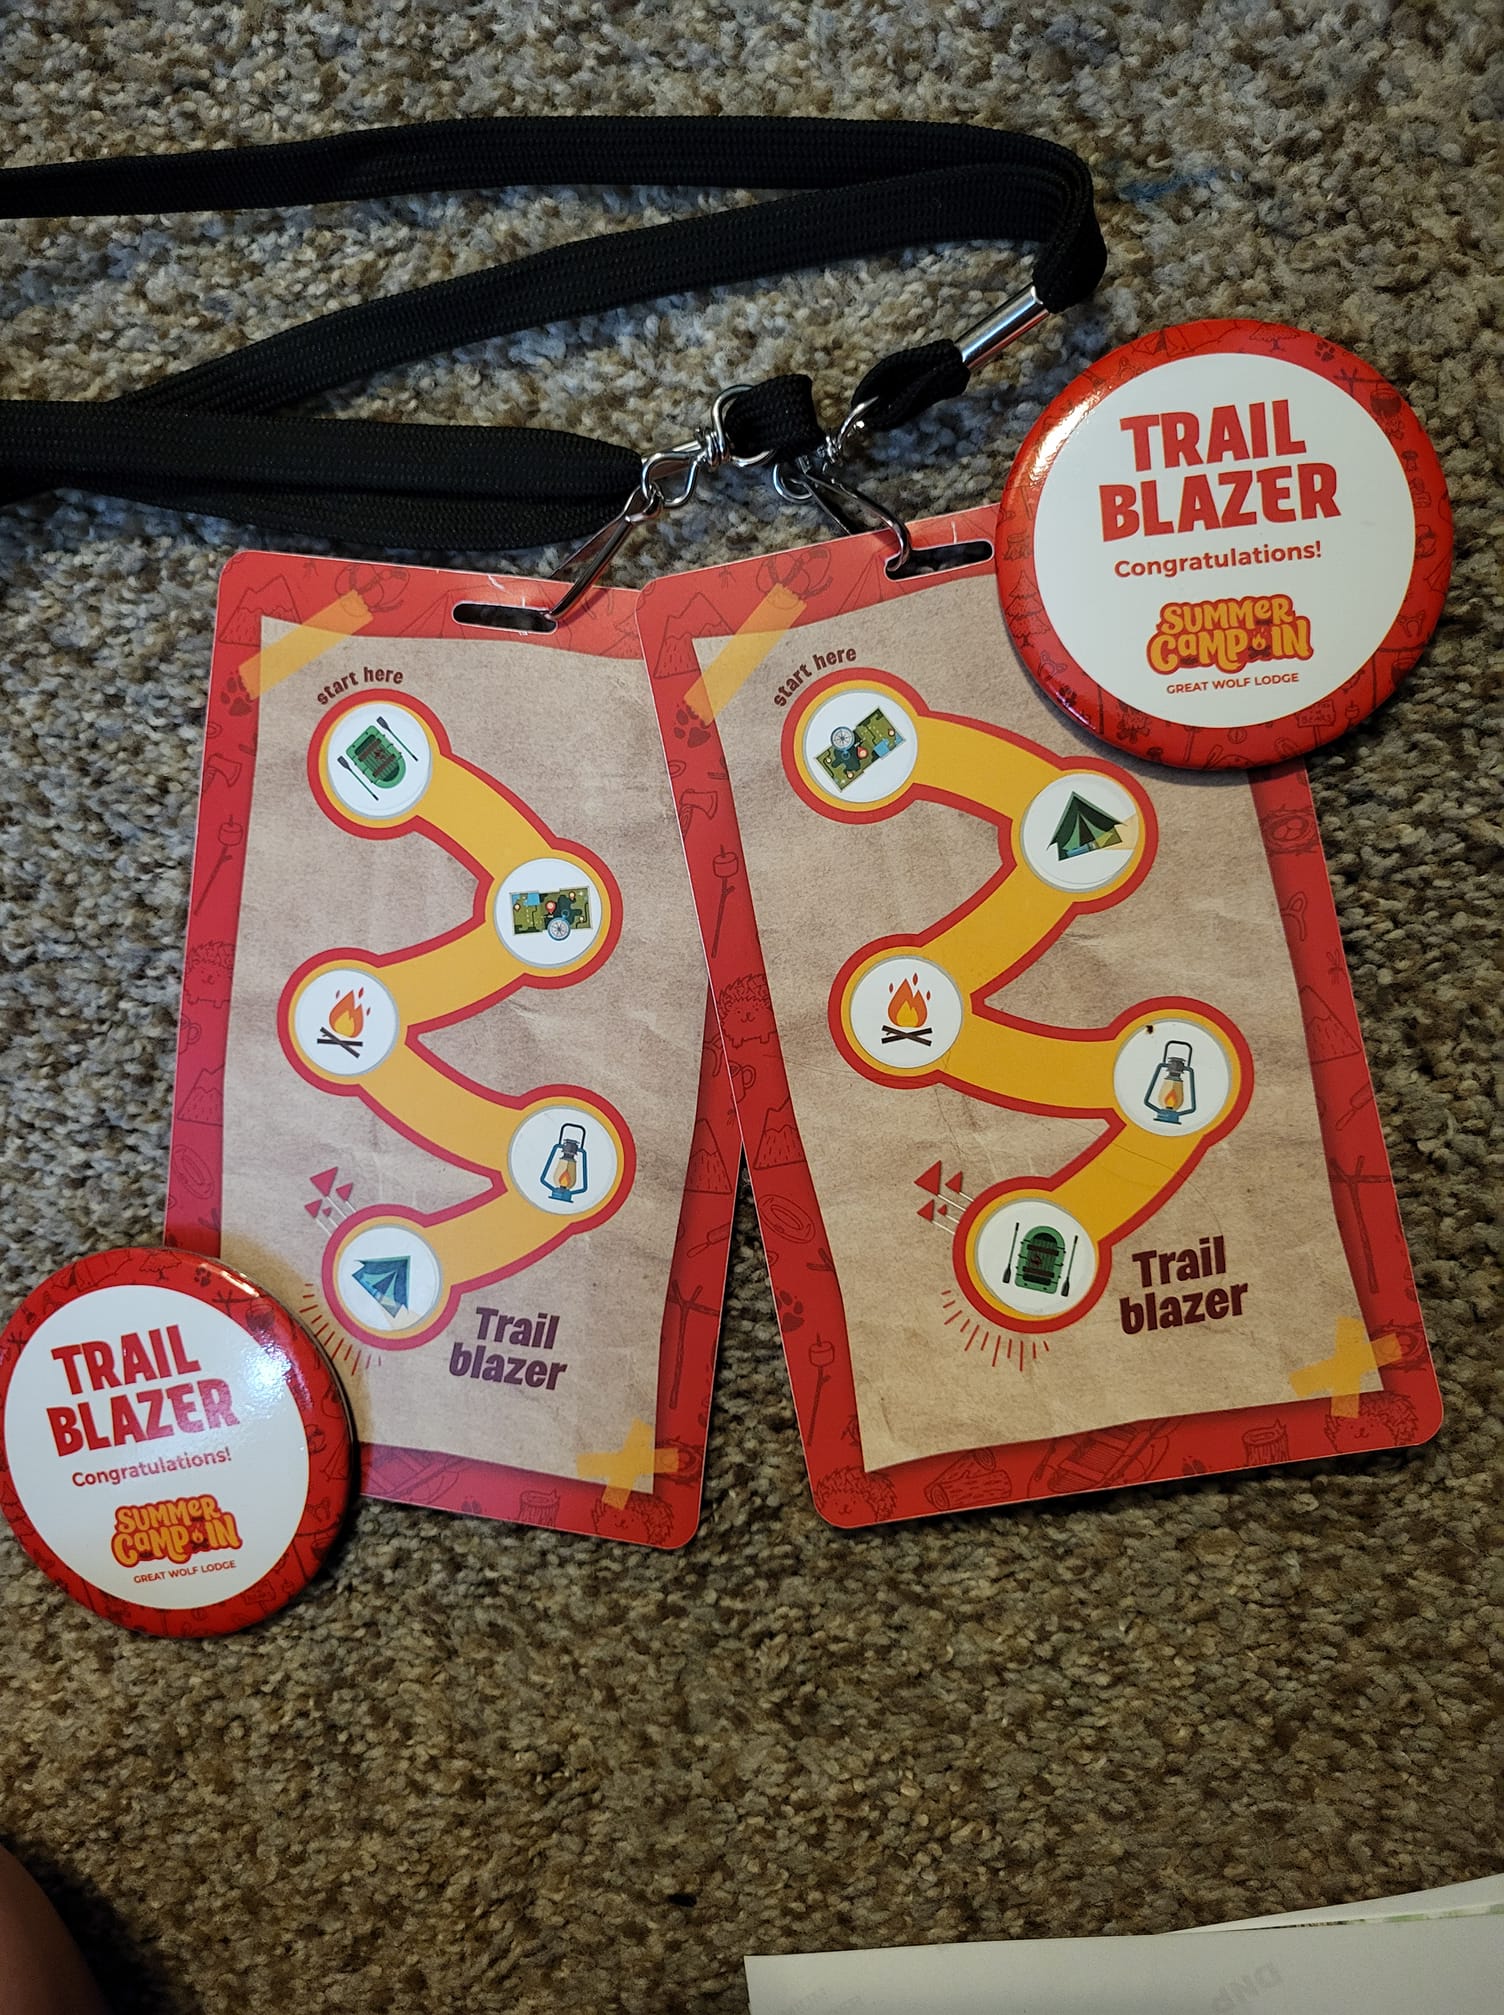 TRAIL
BLAZER
Congratulations!
SUMMER
CAMP-IN
GREAT WOLF LODGE
start here
Trail
blazer
start here
Trail
blazer
TRAIL
BLAZER
Congratulations!
SUMMER
CAMP-IN
GREAT WOLF LODGE